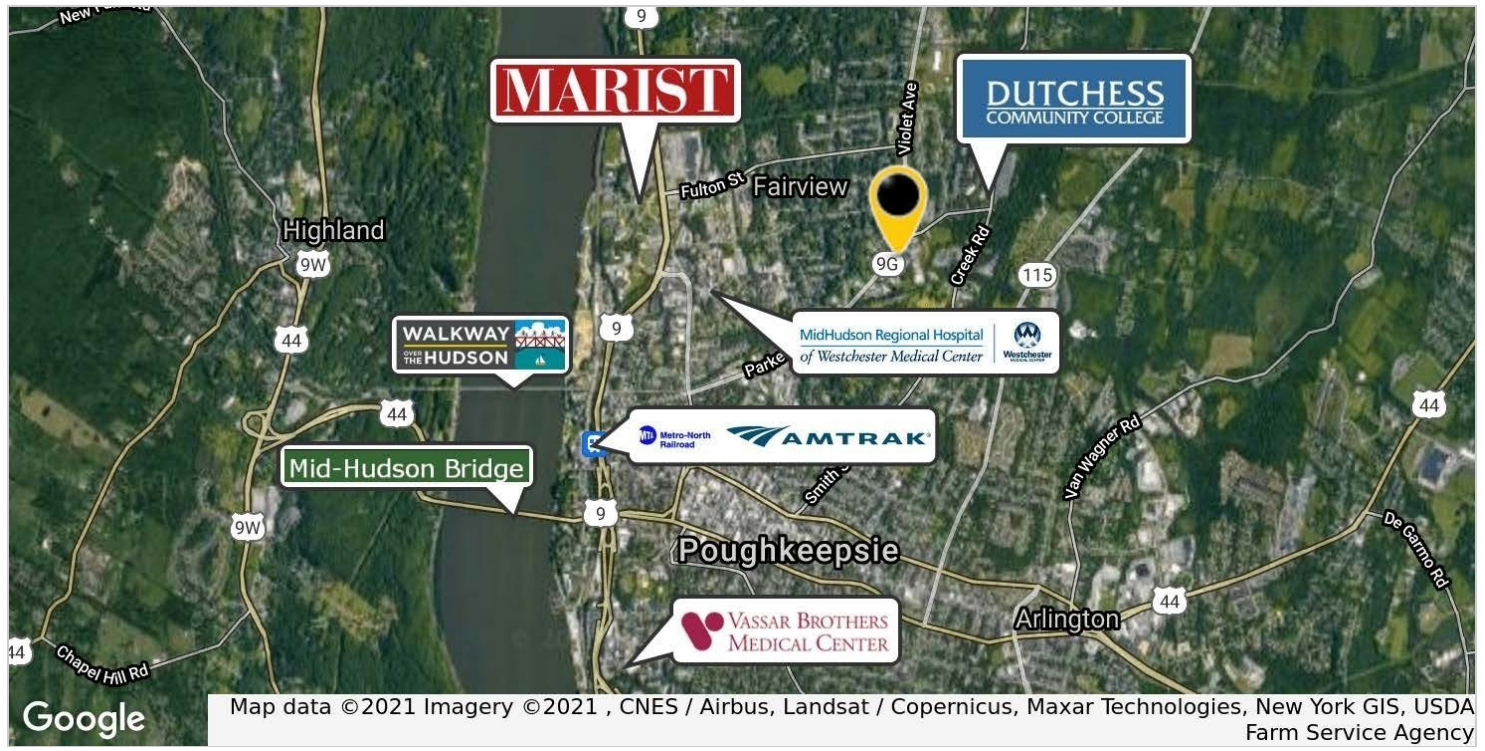 New Paltz Rd
9
MARIST
DUTCHESS
COMMUNITY COLLEGE
Violet Ave
Fulton St
Fairview
Highland
9W
9G
Creek Rd
115
44
9
WALKWAY
OVER THE HUDSON
MidHudson Regional Hospital
of Westchester Medical Center
Westchester
Parke
44
44
MTA Metro-North
Railroad
AMTRAK
Mid-Hudson Bridge
Smith S
Van Wagner Rd
9W
9
De Garmo Rd
Poughkeepsie
44
Arlington
VASSAR BROTHERS
MEDICAL CENTER
44
Chapel Hill Rd
Google
Map data ©2021 Imagery ©2021 , CNES / Airbus, Landsat / Copernicus, Maxar Technologies, New York GIS, USDA
Farm Service Agency